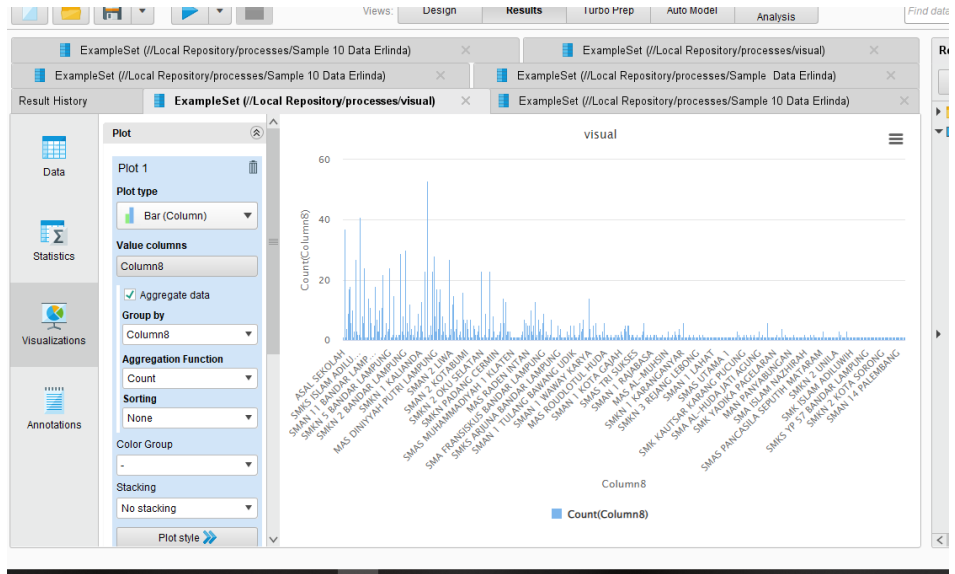 Views:
Design
Results
Turbo Prep
Auto Model
Analysis
Find data
ExampleSet (//Local Repository/processes/Sample 10 Data Erlinda)
ExampleSet (//Local Repository/processes/visual)
ExampleSet (//Local Repository/processes/Sample 10 Data Erlinda)
ExampleSet (//Local Repository/processes/Sample Data Erlinda)
Result History
ExampleSet (//Local Repository/processes/visual)
ExampleSet (//Local Repository/processes/Sample 10 Data Erlinda)
Data
Statistics
Visualizations
Annotations
Plot
Plot 1
Plot type
Bar (Column)
Value columns
Column8
Aggregate data
Group by
Column8
Aggregation Function
Count
Sorting
None
Color Group
-
Stacking
No stacking
Plot style
visual
Count(Column8)
60
40
20
0
ASAL SEKOLAH
SMKS ISLAM ADILU...
SMAN 11 BANDAR LAMP...
SMKN 5 BANDAR LAMPUNG
SMKN 2 BANDAR LAMPUNG
SMKN 1 KALIANDA
MAS DINIYYAH PUTRI LAMPUNG
SMAN 2 KOTABUMI
SMAN 2 LIWA
SMKN 2 OKU SELATAN
SMKN PADANG CERMIN
MAS MUHAMMADIYAH 1 KLATEN
MAS RADEN INTAN
SMA FRANSISKUS BANDAR LAMPUNG
SMKS ARJUNA BANDAR LAMPUNG
SMAN 1 TULANG BAWANG UDIK
SMAN 1 WAWAY KARYA
MAS ROUDLOTUL HUDA
SMAN 1 KOTA GAJAH
SMAS TRI SUKSES
SMAN 1 RAJABASA
MAS AL-MUHSIN
SMKN 1 KARANGANYAR
SMKN 3 REJANG LEBONG
SMAN 1 LAHAT
SMAS UTAMA 1
SMK KAUTSAR KARANG PUCUNG
SMA AL-HUDA JATI AGUNG
SMK YADIKA PAGELARAN
MAN PANYABUNGAN
SMA ISLAM NAZHIRAH
SMAS PANCASILA SEPUTIH MATARAM
SMKN 2 UNILA
SMK ISLAM ADILUWIH
SMKS YP 57 BANDAR LAMPUNG
SMKN 2 KOTA SORONG
SMAN 14 PALEMBANG
Column8
Count(Column8)